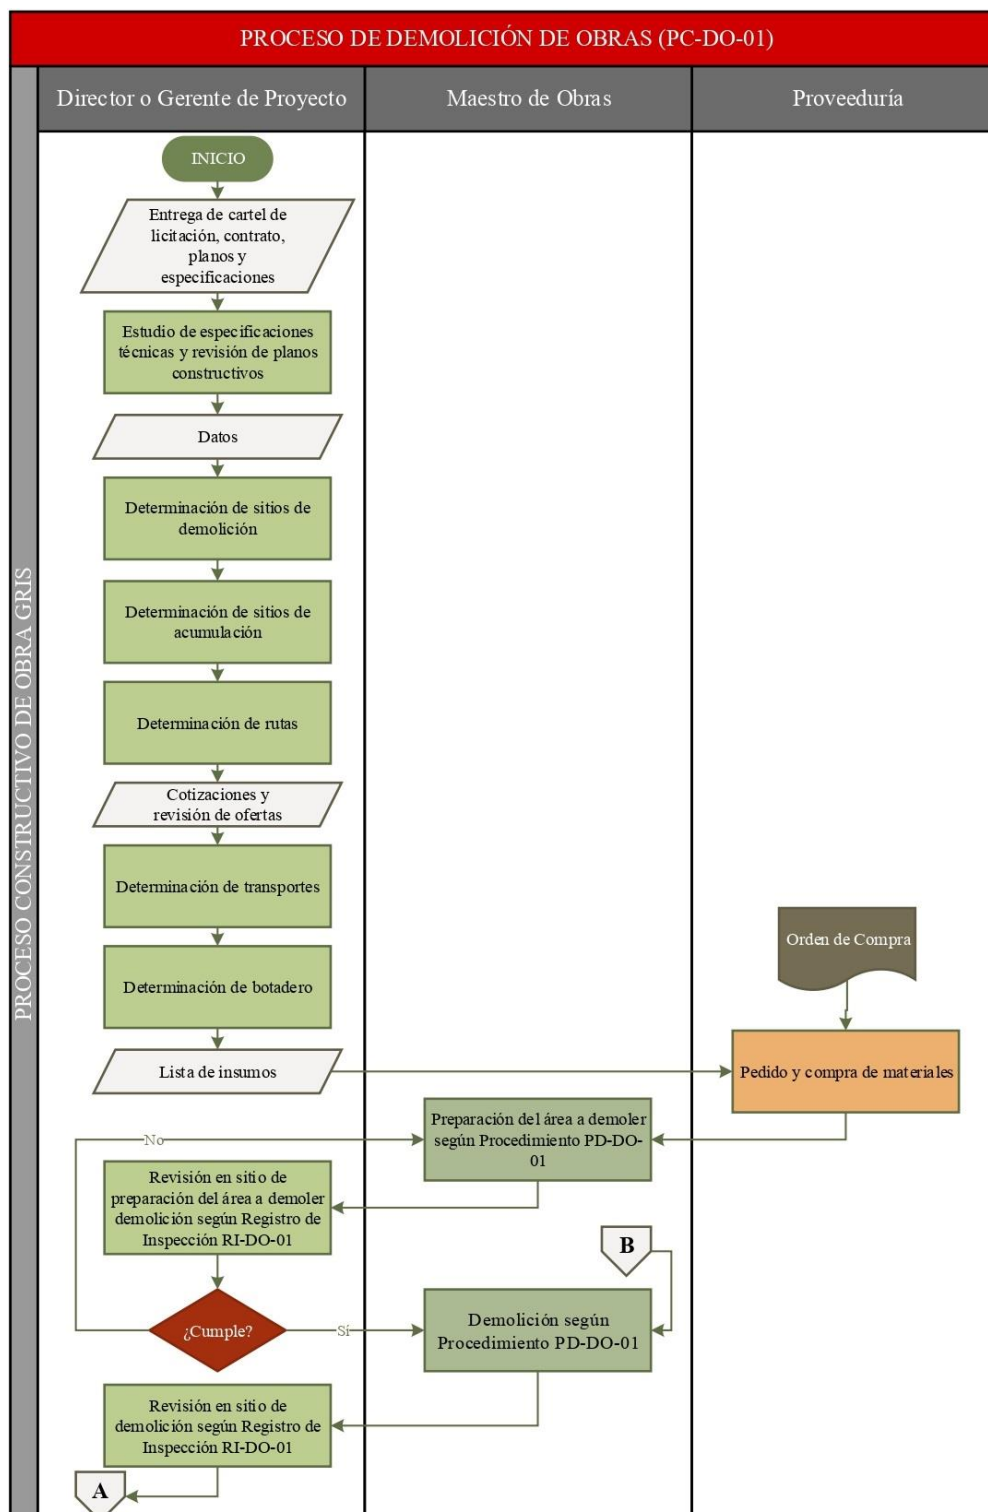 PROCESO DE DEMOLICIÓN DE OBRAS (PC-DO-01)
PROCESO CONSTRUCTIVO DE OBRA GRIS
Director o Gerente de Proyecto
Maestro de Obras
Proveeduría
INICIO
Entrega de cartel de
licitación, contrato,
planos y
especificaciones
Estudio de especificaciones
técnicas y revisión de planos
constructivos
Datos
Determinación de sitios de
demolición
Determinación de sitios de
acumulación
Determinación de rutas
Cotizaciones y
revisión de ofertas
Determinación de transportes
Orden de Compra
Determinación de botadero
Lista de insumos
Pedido y compra de materiales
Preparación del área a demoler
según Procedimiento PD-DO-
01
No
Revisión en sitio de
preparación del área a demoler
demolición según Registro de
Inspección RI-DO-01
B
¿Cumple?
Sí
Demolición según
Procedimiento PD-DO-01
Revisión en sitio de
demolición según Registro de
Inspección RI-DO-01
A